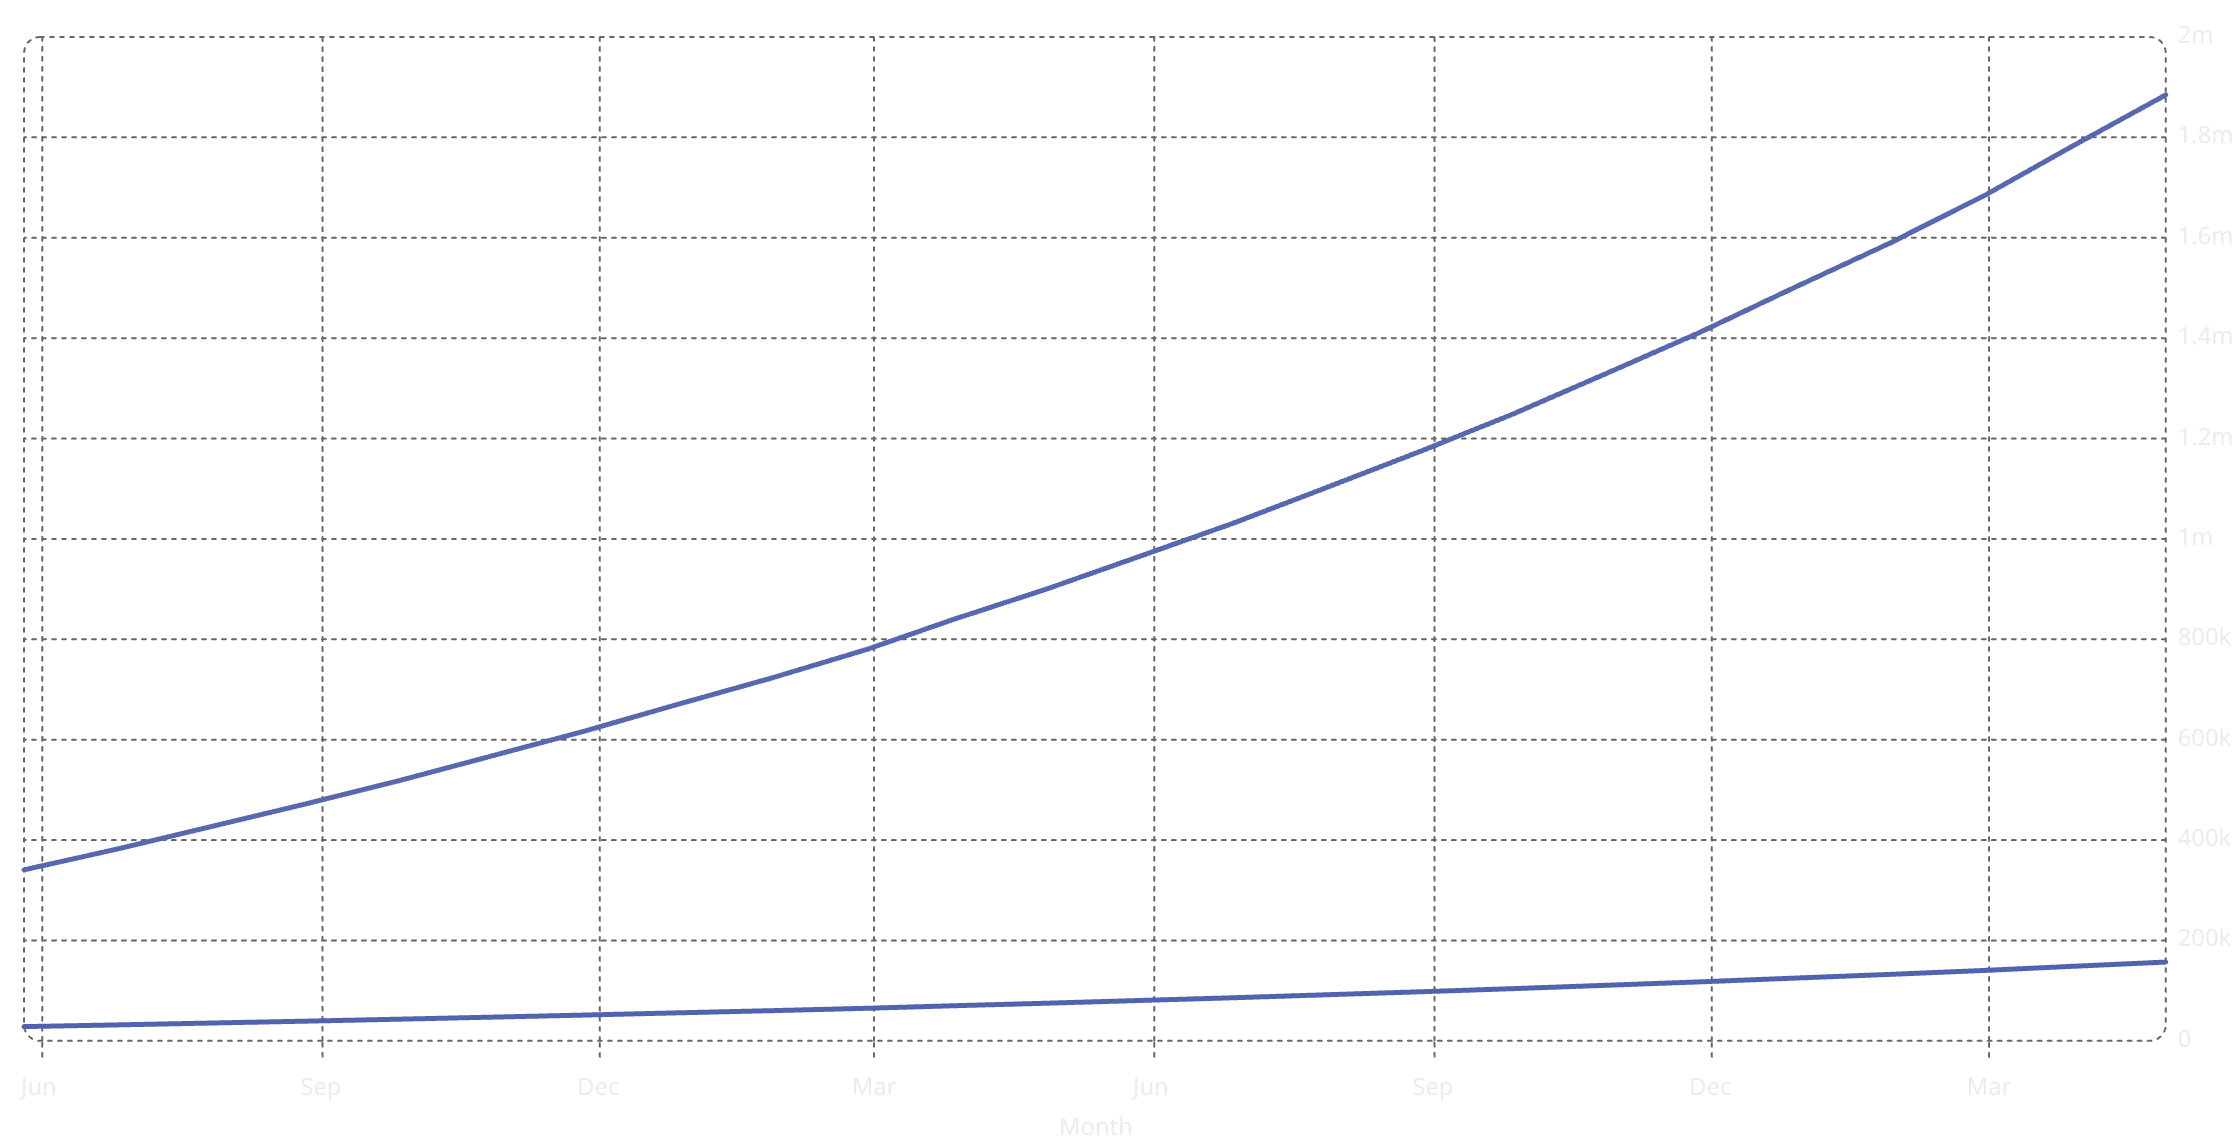 2m
1.8m
1.6m
1.4m
1.2m
1m
800k
600k
400k
200k
0
Jun Sep Dec Mar Jun Sep Dec Mar
Month